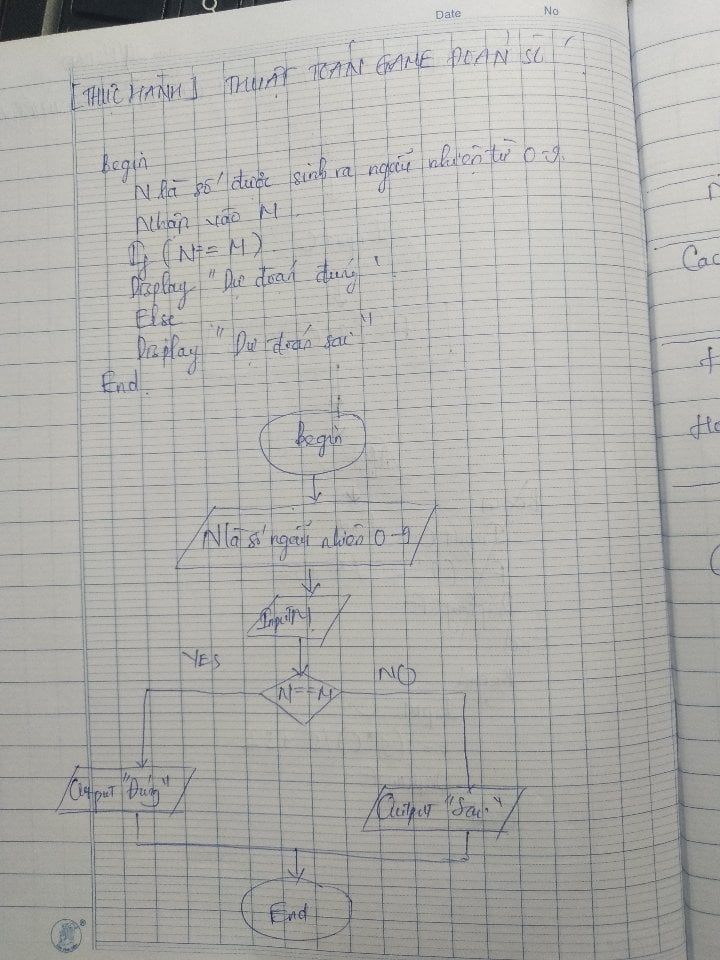 Date No
[THỰC HÀNH] THUẬT TOÁN GAME ĐOÁN SỐ
Begin
N là số được sinh ra ngẫu nhiên từ 0-9.
Nhập vào M
If (N == M)
Display "Dự đoán đúng"
Else
Display "Dự đoán sai"
End.
Begin
N là số ngẫu nhiên 0-9
Input M
YES
NO
N==M
Output "Đúng"
Output "Sai"
End
Cac